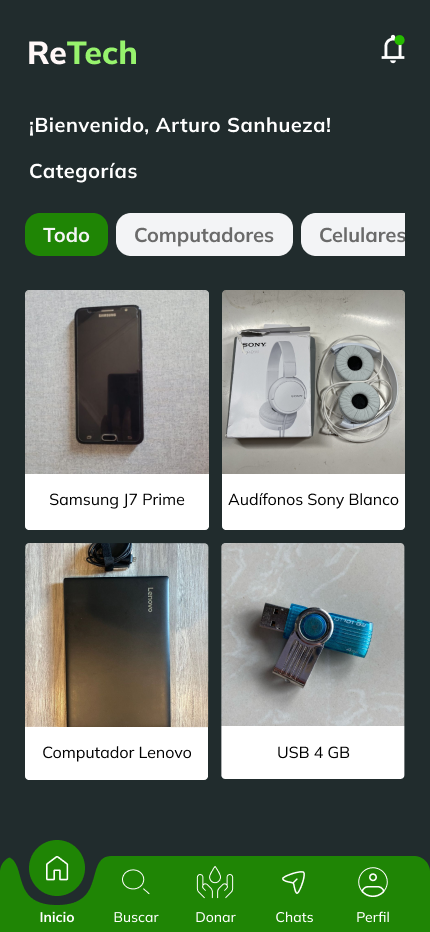 ReTech
¡Bienvenido, Arturo Sanhueza!
Categorías
Todo
Computadores
Celulares
SAMSUNG
SONY
Samsung J7 Prime
Audífonos Sony Blanco
Lenovo
Computador Lenovo
USB 4 GB
Inicio
Buscar
Donar
Chats
Perfil